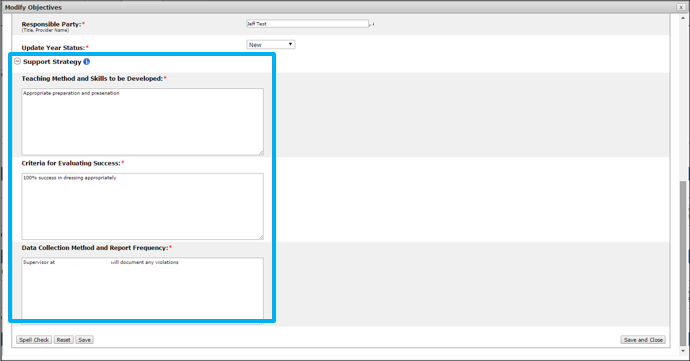 Modify Objectives
x
Responsible Party:* Jeff Test
(Title, Provider Name)
Update Year Status:* New
Support Strategy
Teaching Method and Skills to be Developed:*
Appropriate preparation and presenation
Criteria for Evaluating Success:*
100% success in dressing appropriately
Data Collection Method and Report Frequency:*
Supervisor at will document any violations
Spell Check Reset Save Save and Close